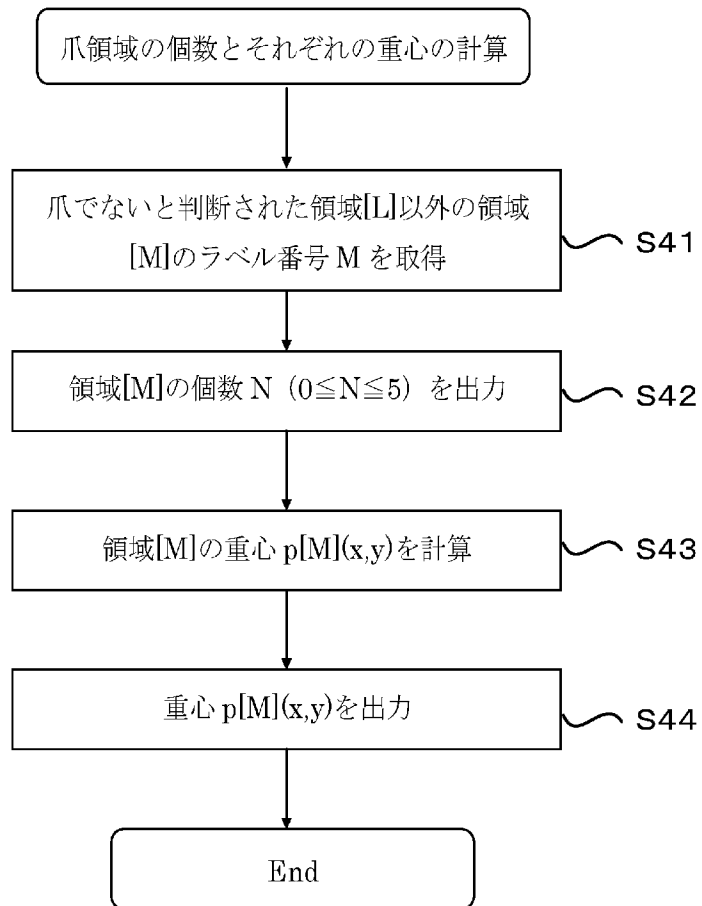 爪領域の個数とそれぞれの重心の計算
爪でないと判断された領域[L]以外の領域
[M]のラベル番号 M を取得
S41
領域[M]の個数 N（0≦N≦5）を出力
S42
領域[M]の重心 p[M](x,y)を計算
S43
重心 p[M](x,y)を出力
S44
End